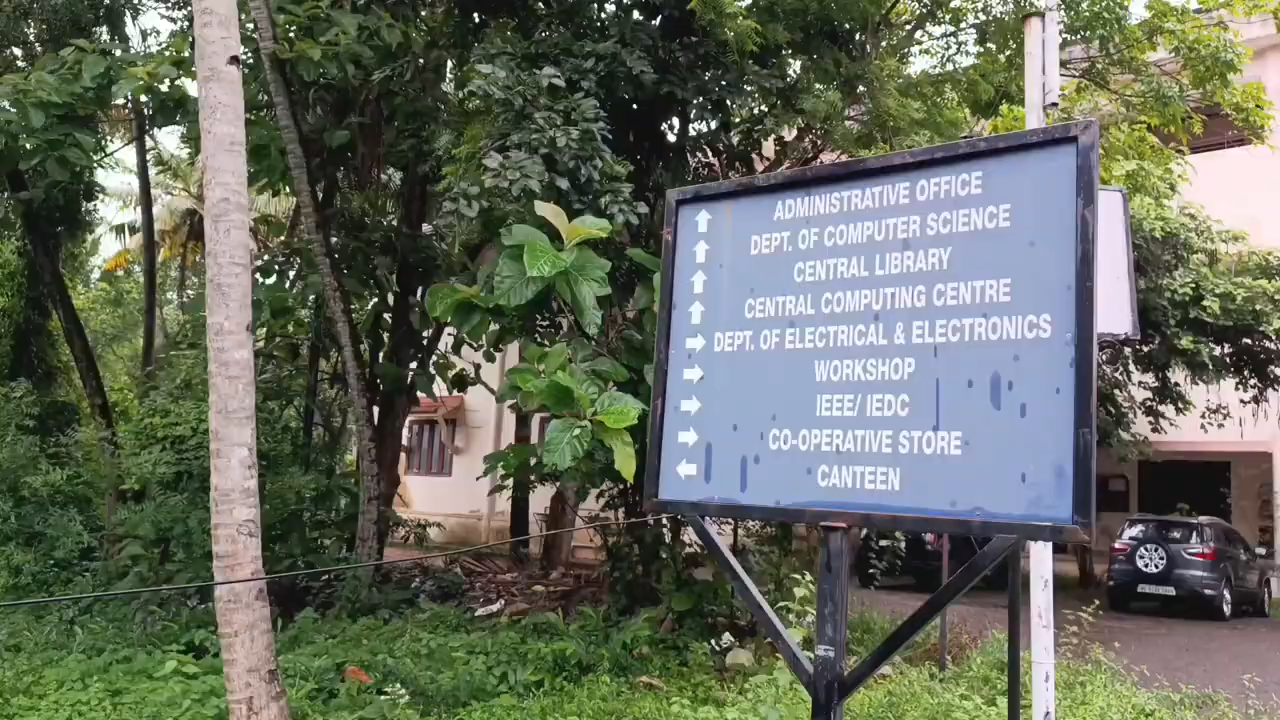 ADMINISTRATIVE OFFICE
DEPT. OF COMPUTER SCIENCE
CENTRAL LIBRARY
CENTRAL COMPUTING CENTRE
DEPT. OF ELECTRICAL & ELECTRONICS
WORKSHOP
IEEE/ IEDC
CO-OPERATIVE STORE
CANTEEN